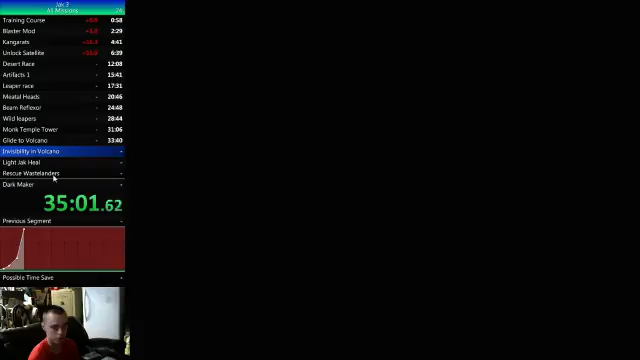 Jak 3
All Missions 24
Training Course +0.9 0:58
Blaster Mod 2:29
Kangarats 4:41
Unlock Satellite 6:39
Desert Race - 12:08
Artifacts 1 - 15:41
Leaper race - 17:31
Meatal Heads - 20:46
Beam Reflexor - 24:48
Wild leapers - 28:44
Monk Temple Tower - 31:06
Glide to Volcano - 33:40
Invisibility in Volcano -
Light Jak Heal -
Rescue Wastelanders -
Dark Maker -
35:01.62
Previous Segment -
Possible Time Save -